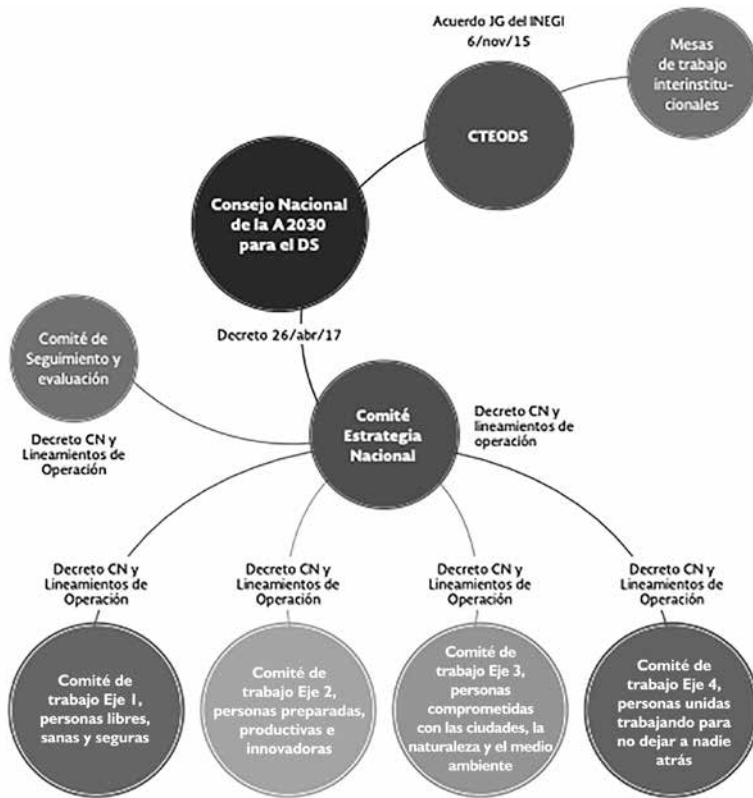 Acuerdo JG del INEGI
6/nov/15
Mesas
de trabajo
interinstitu-
cionales
CTEODS
Consejo Nacional
de la A2030
para el DS
Decreto 26/abr/17
Comité de
Seguimiento y
evaluación
Decreto CN y
Lineamientos de
Operación
Comité
Estrategia
Nacional
Decreto CN y
lineamientos de
operación
Decreto CN y
Lineamientos de
Operación
Decreto CN y
Lineamientos de
Operación
Decreto CN y
Lineamientos de
Operación
Decreto CN y
Lineamientos de
Operación
Comité de
trabajo Eje 1,
personas libres,
sanas y seguras
Comité de
trabajo Eje 2,
personas preparadas,
productivas e
innovadoras
Comité de
trabajo Eje 3,
personas
comprometidas
con las ciudades, la
naturaleza y el medio
ambiente
Comité de
trabajo Eje 4,
personas unidas
trabajando para
no dejar a nadie
atrás